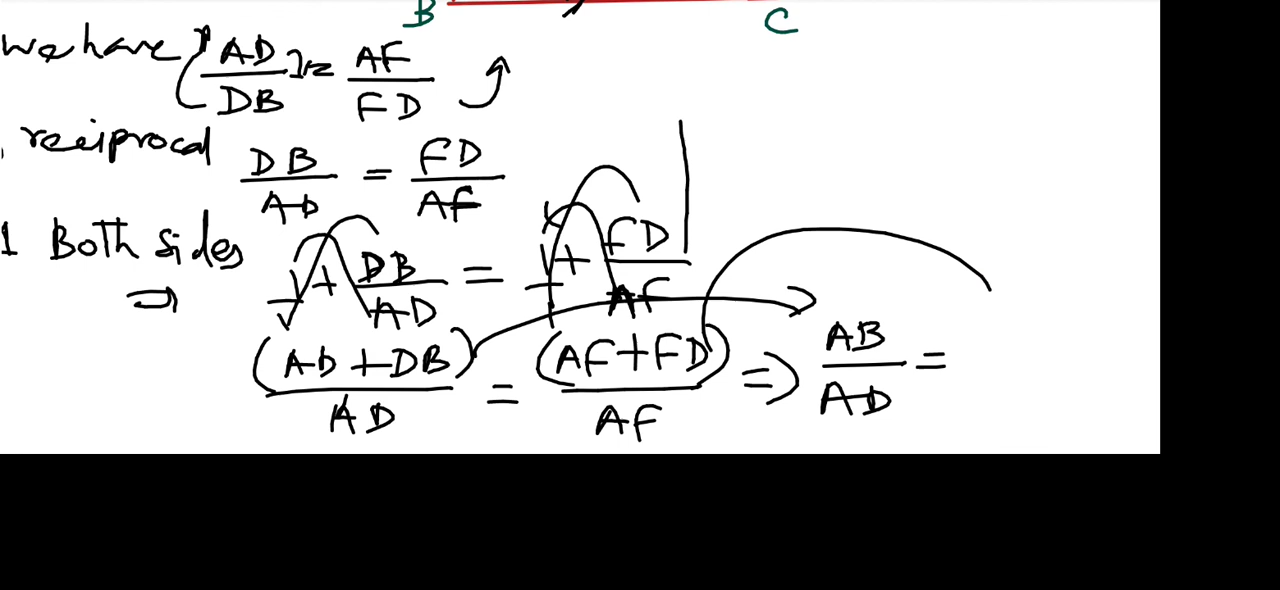 B C
we have AD/DB = AF/FD
reciprocal DB/AD = FD/AF
1 Both sides
⇒ 1 + DB/AD = 1 + FD/AF
(AD + DB)/AD = (AF + FD)/AF ⇒ AB/AD =